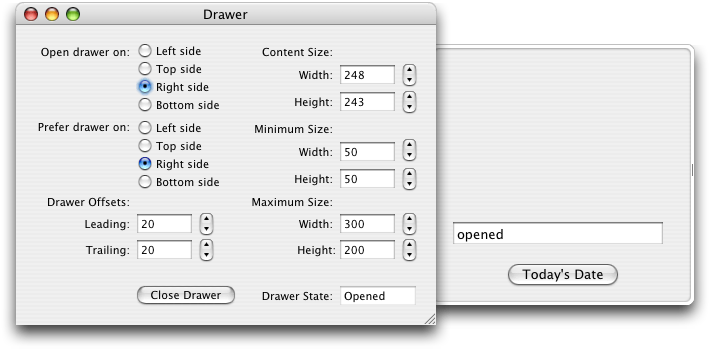 Drawer
Open drawer on: Left side
Top side
Right side
Bottom side
Prefer drawer on: Left side
Top side
Right side
Bottom side
Drawer Offsets:
Leading: 20
Trailing: 20
Close Drawer
Content Size:
Width: 248
Height: 243
Minimum Size:
Width: 50
Height: 50
Maximum Size:
Width: 300
Height: 200
Drawer State: Opened
opened
Today's Date